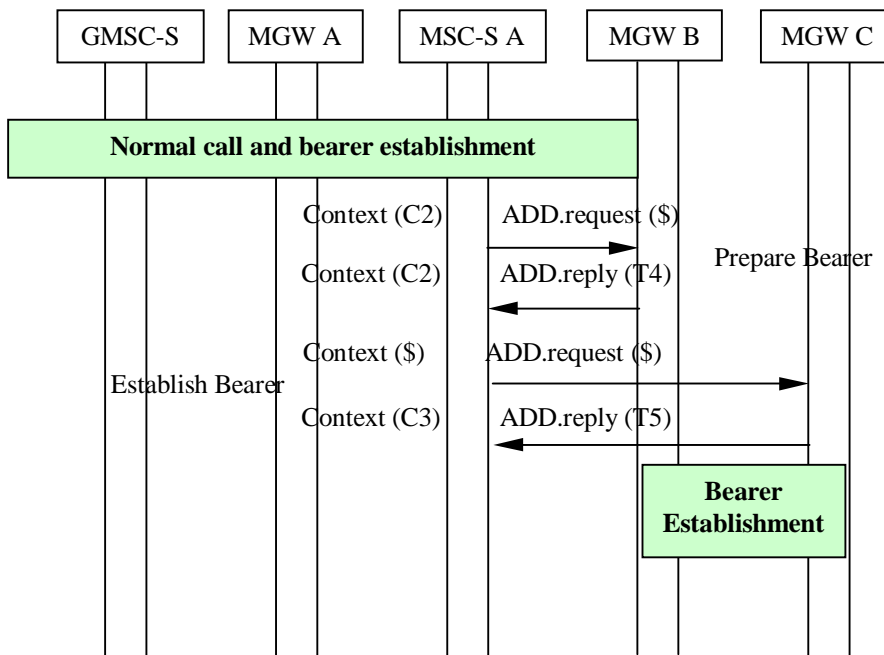 GMSC-S MGW A MSC-S A MGW B MGW C
Normal call and bearer establishment
Context (C2) ADD.request ($)
Prepare Bearer
Context (C2) ADD.reply (T4)
Context ($) ADD.request ($)
Establish Bearer
Context (C3) ADD.reply (T5)
Bearer
Establishment